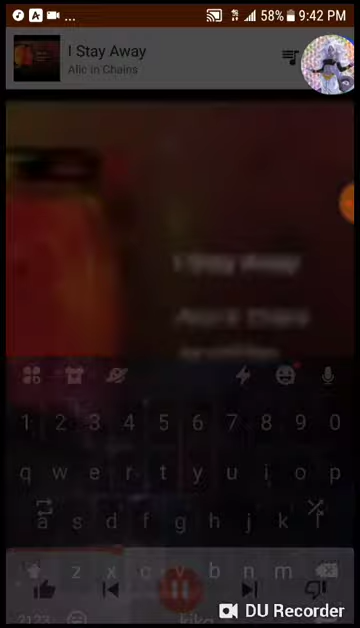 58% 9:42 PM
I Stay Away
Alic in Chains
I Stay Away
1 2 3 4 5 6 7 8 9 0
q w e r t y u i o p
a s d f g h j k l
z x c v b n m
kika
DU Recorder